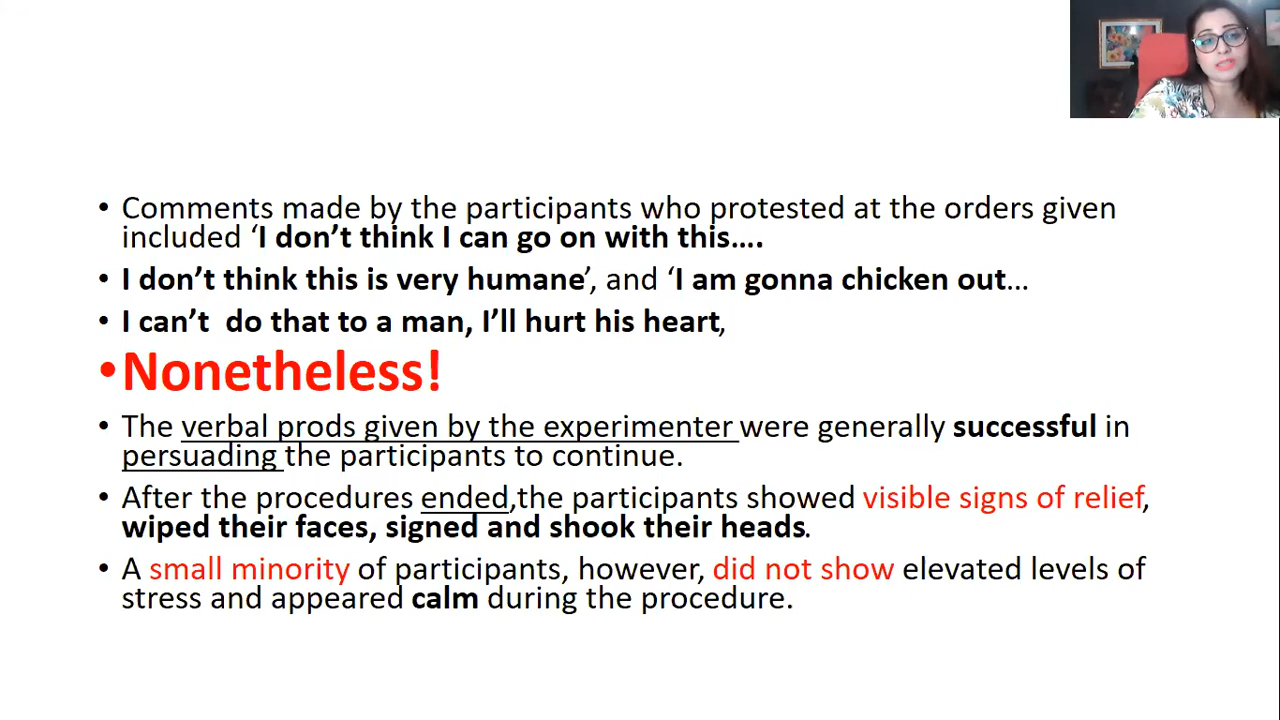 • Comments made by the participants who protested at the orders given
included ‘I don’t think I can go on with this….
• I don’t think this is very humane’, and ‘I am gonna chicken out…
• I can’t  do that to a man, I’ll hurt his heart,
•Nonetheless!
• The verbal prods given by the experimenter were generally successful in
persuading the participants to continue.
• After the procedures ended,the participants showed visible signs of relief,
wiped their faces, signed and shook their heads.
• A small minority of participants, however, did not show elevated levels of
stress and appeared calm during the procedure.